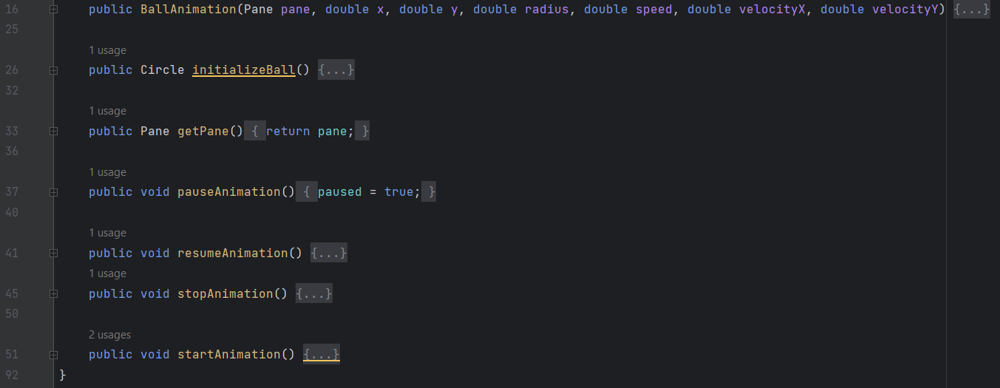 16 public BallAnimation(Pane pane, double x, double y, double radius, double speed, double velocityX, double velocityY) {...}
25
1 usage
26 public Circle initializeBall() {...}
32
1 usage
33 public Pane getPane() { return pane; }
36
1 usage
37 public void pauseAnimation() { paused = true; }
40
1 usage
41 public void resumeAnimation() {...}
1 usage
45 public void stopAnimation() {...}
50
2 usages
51 public void startAnimation() {...}
92 }